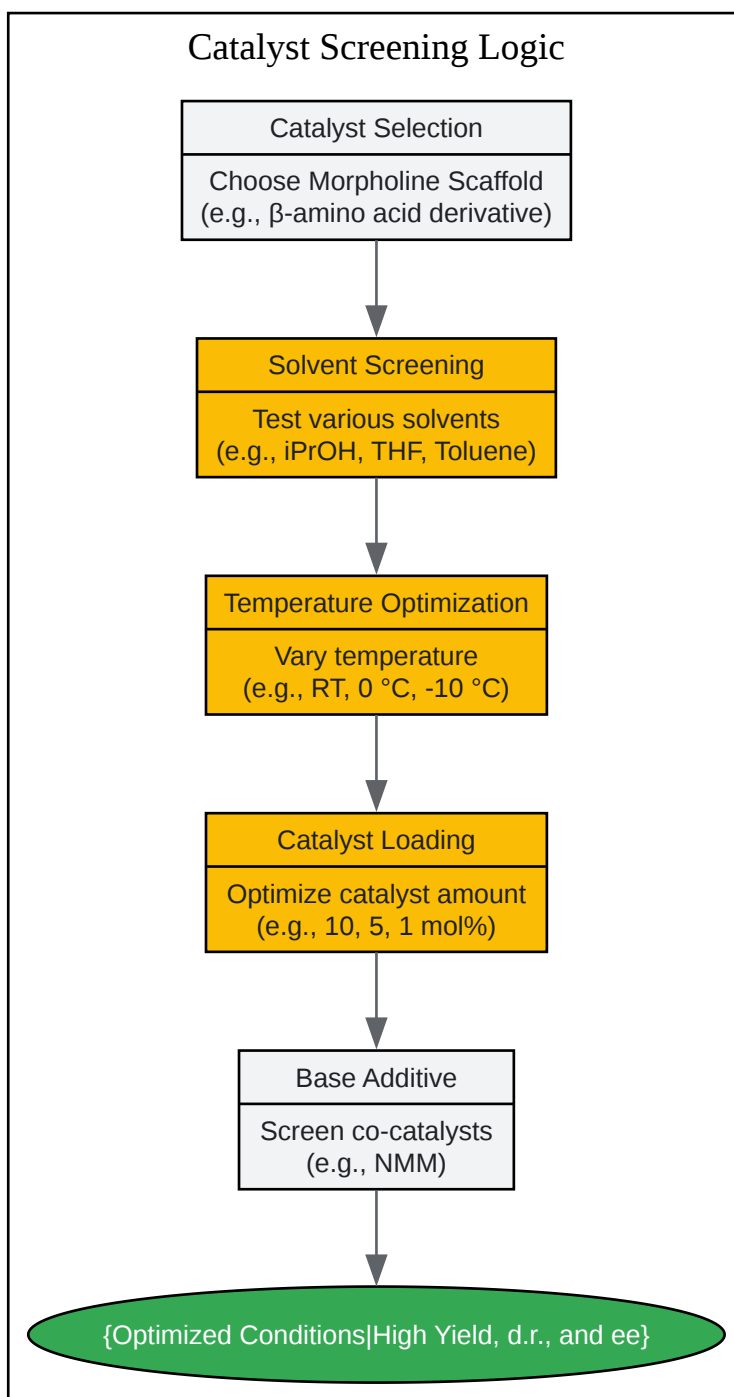 Catalyst Screening Logic
Catalyst Selection
Choose Morpholine Scaffold
(e.g., β-amino acid derivative)
Solvent Screening
Test various solvents
(e.g., iPrOH, THF, Toluene)
Temperature Optimization
Vary temperature
(e.g., RT, 0 °C, -10 °C)
Catalyst Loading
Optimize catalyst amount
(e.g., 10, 5, 1 mol%)
Base Additive
Screen co-catalysts
(e.g., NMM)
{Optimized Conditions|High Yield, d.r., and ee}